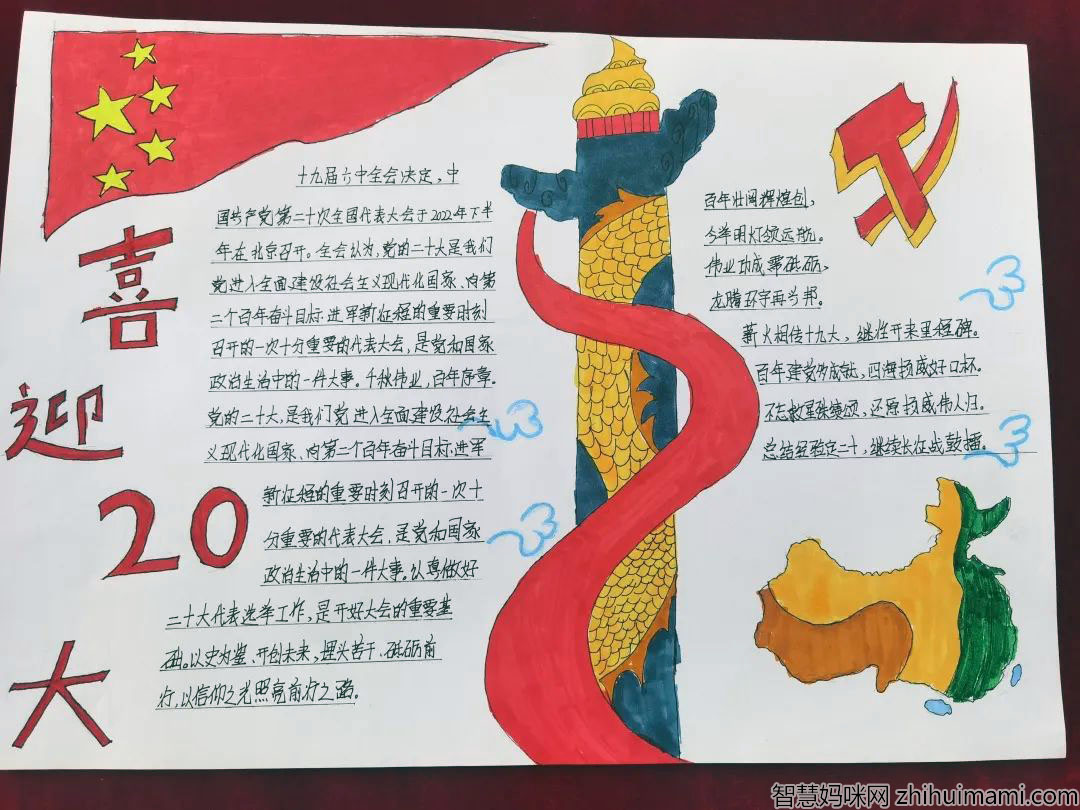 喜
迎
20
大
十九届六中全会决定，中
国共产党第二十次全国代表大会于2022年下半
年在北京召开。全会认为，党的二十大是我们
党进入全面建设社会主义现代化国家、向第
二个百年奋斗目标进军新征程的重要时刻
召开的一次十分重要的代表大会，是党和国家
政治生活中的一件大事。千秋伟业，百年序章。
党的二十大，是我们党进入全面建设社会主
义现代化国家、向第二个百年奋斗目标进军
新征程的重要时刻召开的一次十
分重要的代表大会，是党和国家
政治生活中的一件大事。认真做好
二十大代表选举工作，是开好大会的重要基
础。以史为鉴、开创未来，埋头苦干、砥砺前
行，以信仰之光照亮前行之路。
百年壮阔辉煌创，
今举明灯领远航。
伟业功成需砥砺，
龙腾环宇再兴邦。
薪火相传十九大，继往开来里程碑。
百年建党多成就，四海扬威好口杯。
不忘救星珠镜颂，还原扬威伟人归。
总结经验定二十，继续长征战鼓擂。
智慧妈咪网 zhihuimami.com